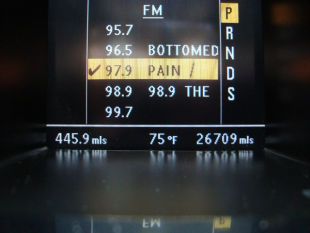 FM
P
95.7
R
96.5 BOTTOMED
N
✓ 97.9 PAIN /
D
98.9 98.9 THE
S
99.7
445.9 mls 75°F 26709 mls